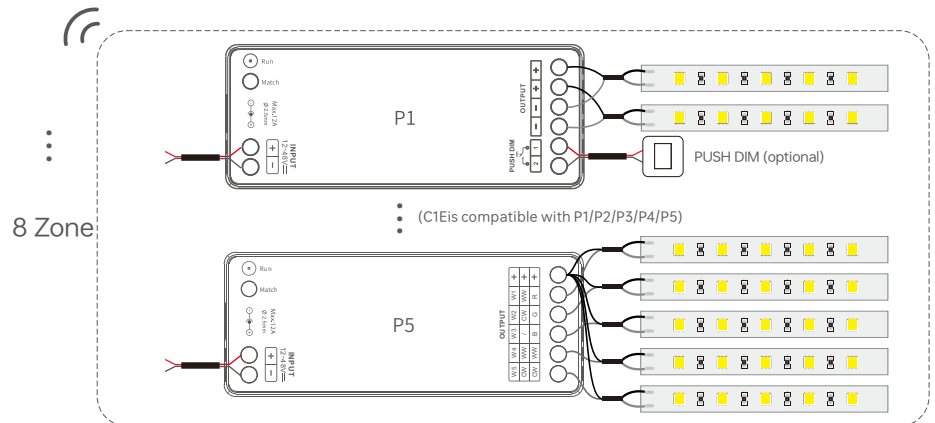 8 Zone
Run
Match
Max.12A
Ø 2.5mm
INPUT
12~48V
+
−
P1
OUTPUT
+
+
−
−
PUSH DIM
1
2
PUSH DIM (optional)
(C1Eis compatible with P1/P2/P3/P4/P5)
Run
Match
Max.12A
Ø 2.5mm
INPUT
12~48V
+
−
P5
OUTPUT
+ + +
W1 WW R
W2 CW G
W3 / B
W4 WW WW
W5 CW CW